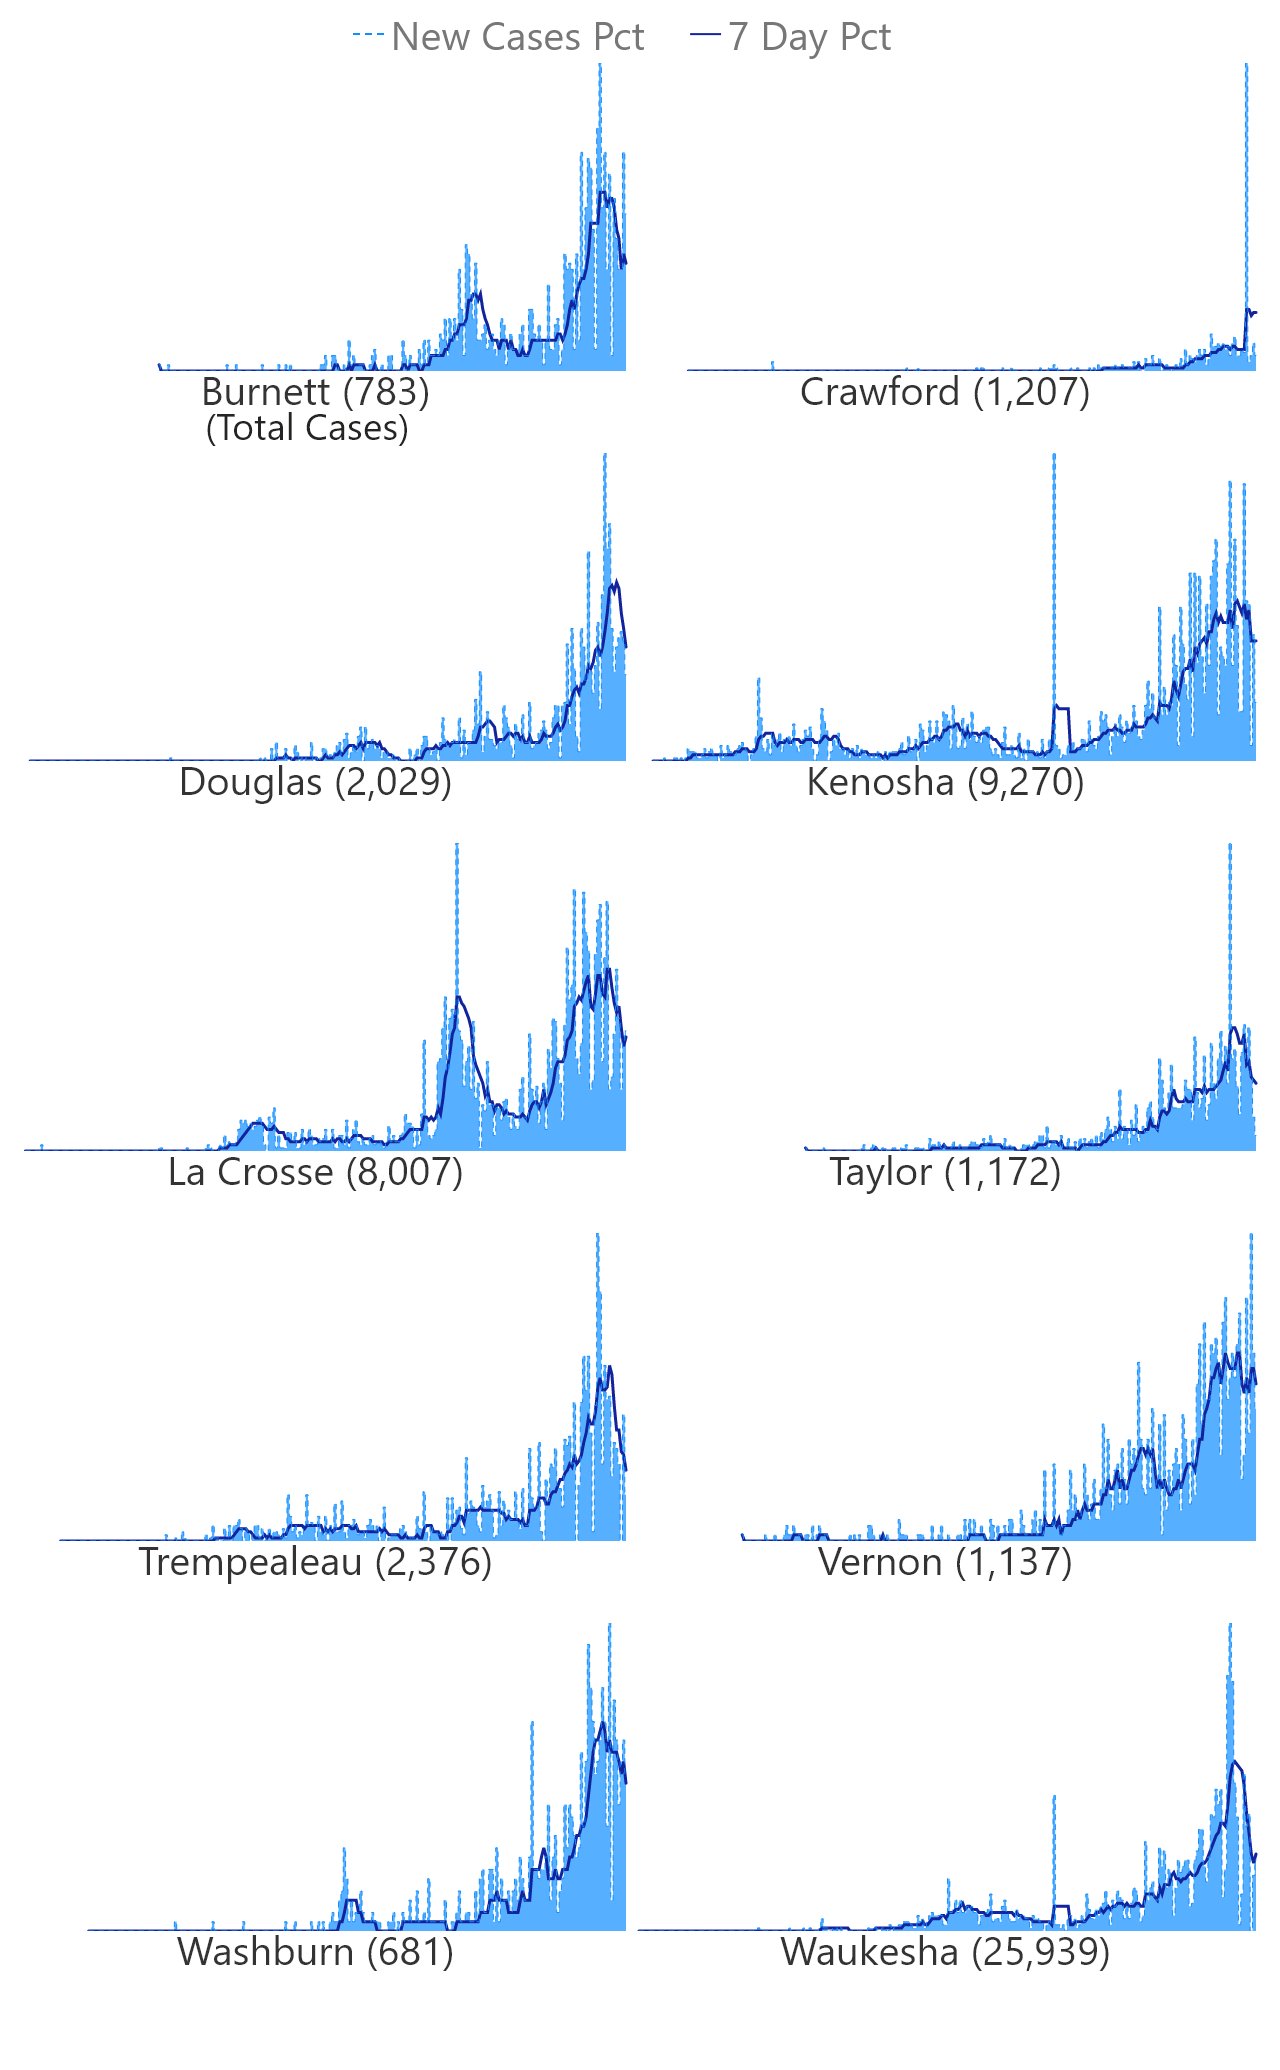 New Cases Pct 7 Day Pct
Burnett (783) Crawford (1,207)
(Total Cases)
Douglas (2,029) Kenosha (9,270)
La Crosse (8,007) Taylor (1,172)
Trempealeau (2,376) Vernon (1,137)
Washburn (681) Waukesha (25,939)